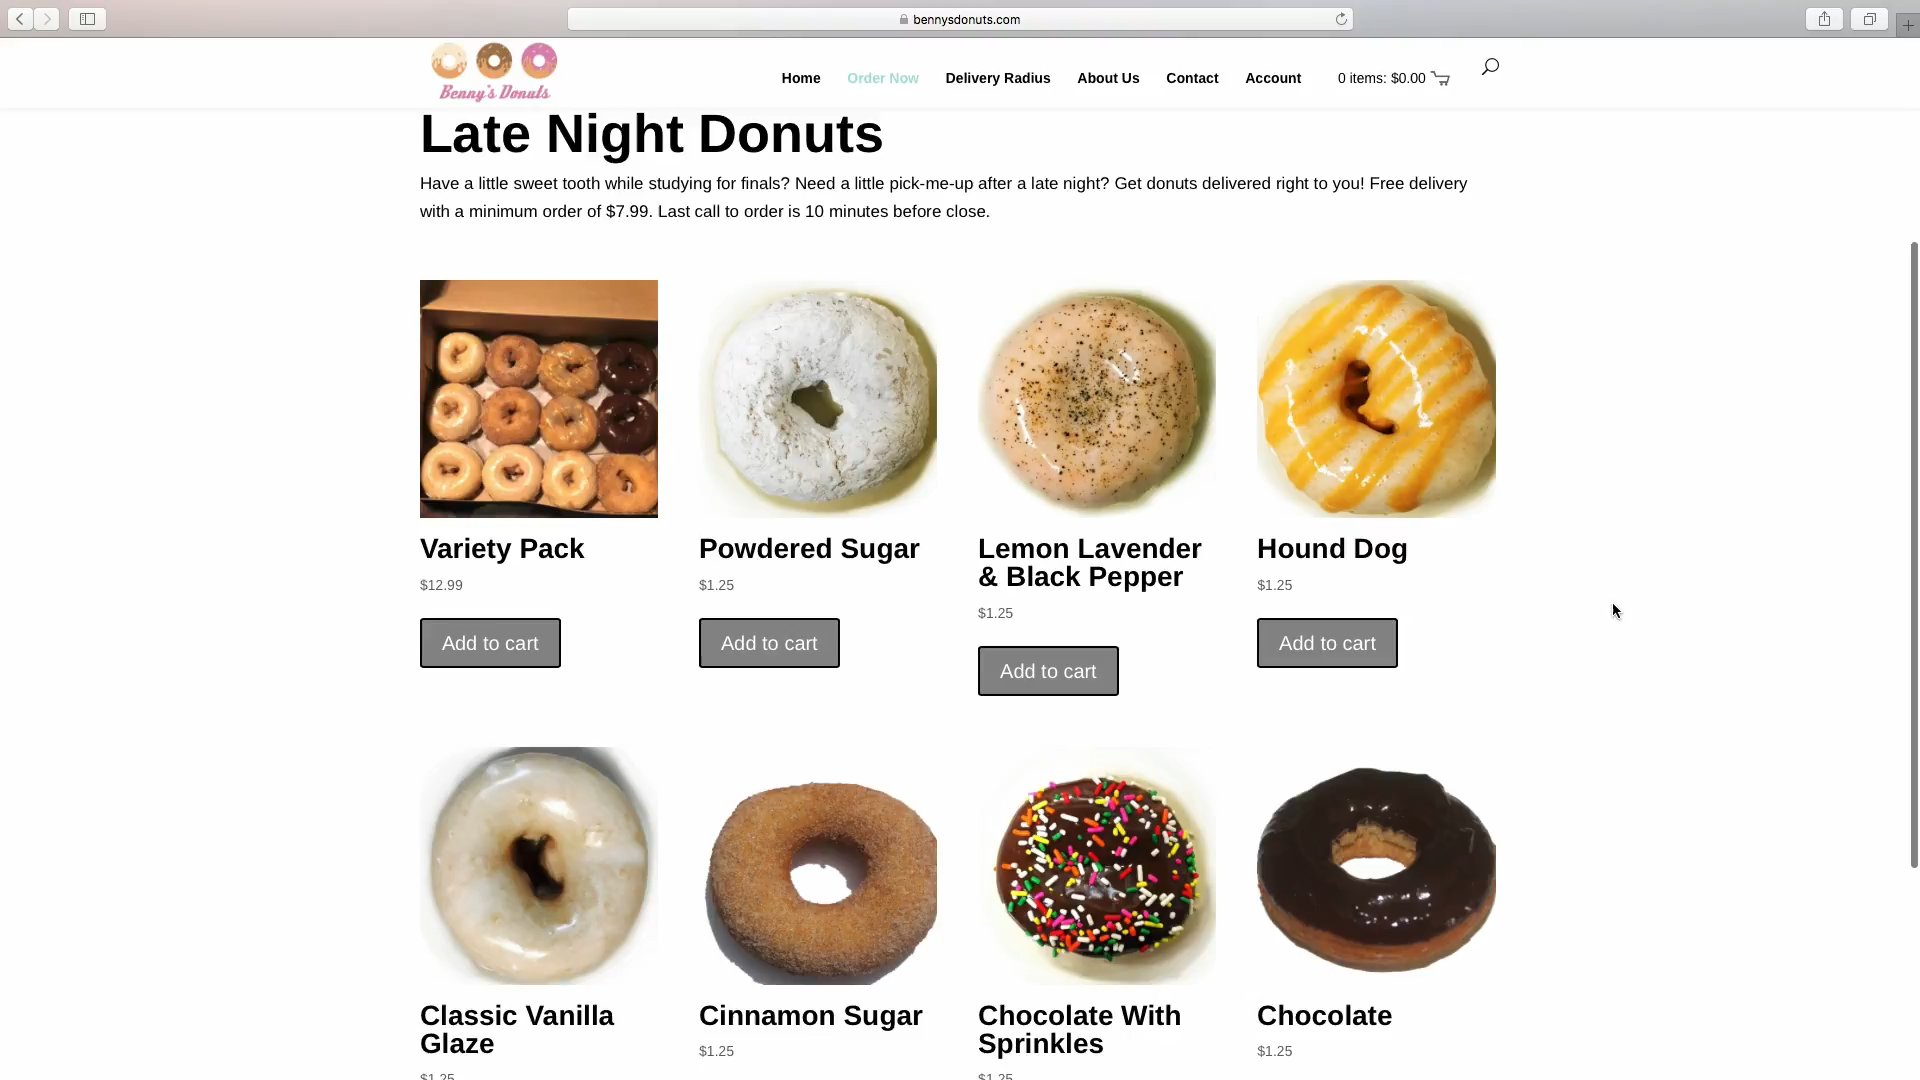 bennysdonuts.com
Benny's Donuts
Home Order Now Delivery Radius About Us Contact Account 0 items: $0.00
Late Night Donuts
Have a little sweet tooth while studying for finals? Need a little pick-me-up after a late night? Get donuts delivered right to you! Free delivery
with a minimum order of $7.99. Last call to order is 10 minutes before close.
Variety Pack
$12.99
Add to cart
Powdered Sugar
$1.25
Add to cart
Lemon Lavender
& Black Pepper
$1.25
Add to cart
Hound Dog
$1.25
Add to cart
Classic Vanilla
Glaze
$1.25
Cinnamon Sugar
$1.25
Chocolate With
Sprinkles
$1.25
Chocolate
$1.25